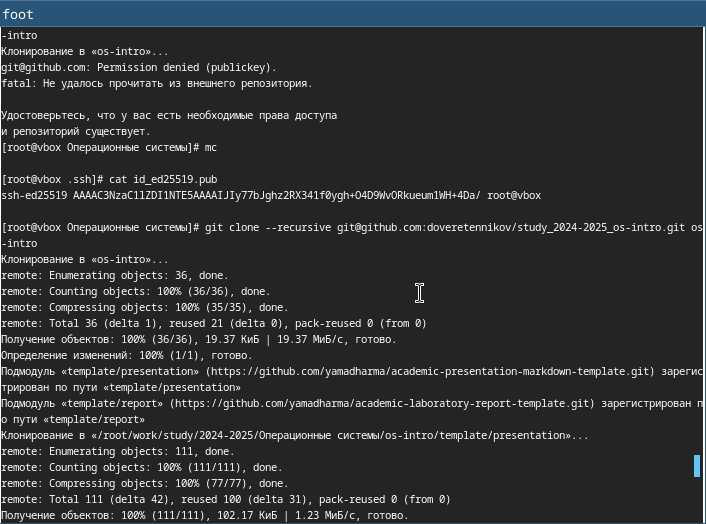 foot
-intro
Клонирование в «os-intro»...
git@github.com: Permission denied (publickey).
fatal: Не удалось прочитать из внешнего репозитория.
Удостоверьтесь, что у вас есть необходимые права доступа
и репозиторий существует.
[root@vbox Операционные системы]# mc
[root@vbox .ssh]# cat id_ed25519.pub
ssh-ed25519 AAAAC3NzaC1lZDI1NTE5AAAAIJIy77bJghz2RX341f0ygh+O4D9WvORkueum1WH+4Da/ root@vbox
[root@vbox Операционные системы]# git clone --recursive git@github.com:doveretennikov/study_2024-2025_os-intro.git os
-intro
Клонирование в «os-intro»...
remote: Enumerating objects: 36, done.
remote: Counting objects: 100% (36/36), done.
remote: Compressing objects: 100% (35/35), done.
remote: Total 36 (delta 1), reused 21 (delta 0), pack-reused 0 (from 0)
Получение объектов: 100% (36/36), 19.37 КиБ | 19.37 МиБ/с, готово.
Определение изменений: 100% (1/1), готово.
Подмодуль «template/presentation» (https://github.com/yamadharma/academic-presentation-markdown-template.git) зарегис
трирован по пути «template/presentation»
Подмодуль «template/report» (https://github.com/yamadharma/academic-laboratory-report-template.git) зарегистрирован п
о пути «template/report»
Клонирование в «/root/work/study/2024-2025/Операционные системы/os-intro/template/presentation»...
remote: Enumerating objects: 111, done.
remote: Counting objects: 100% (111/111), done.
remote: Compressing objects: 100% (77/77), done.
remote: Total 111 (delta 42), reused 100 (delta 31), pack-reused 0 (from 0)
Получение объектов: 100% (111/111), 102.17 КиБ | 1.23 МиБ/с, готово.